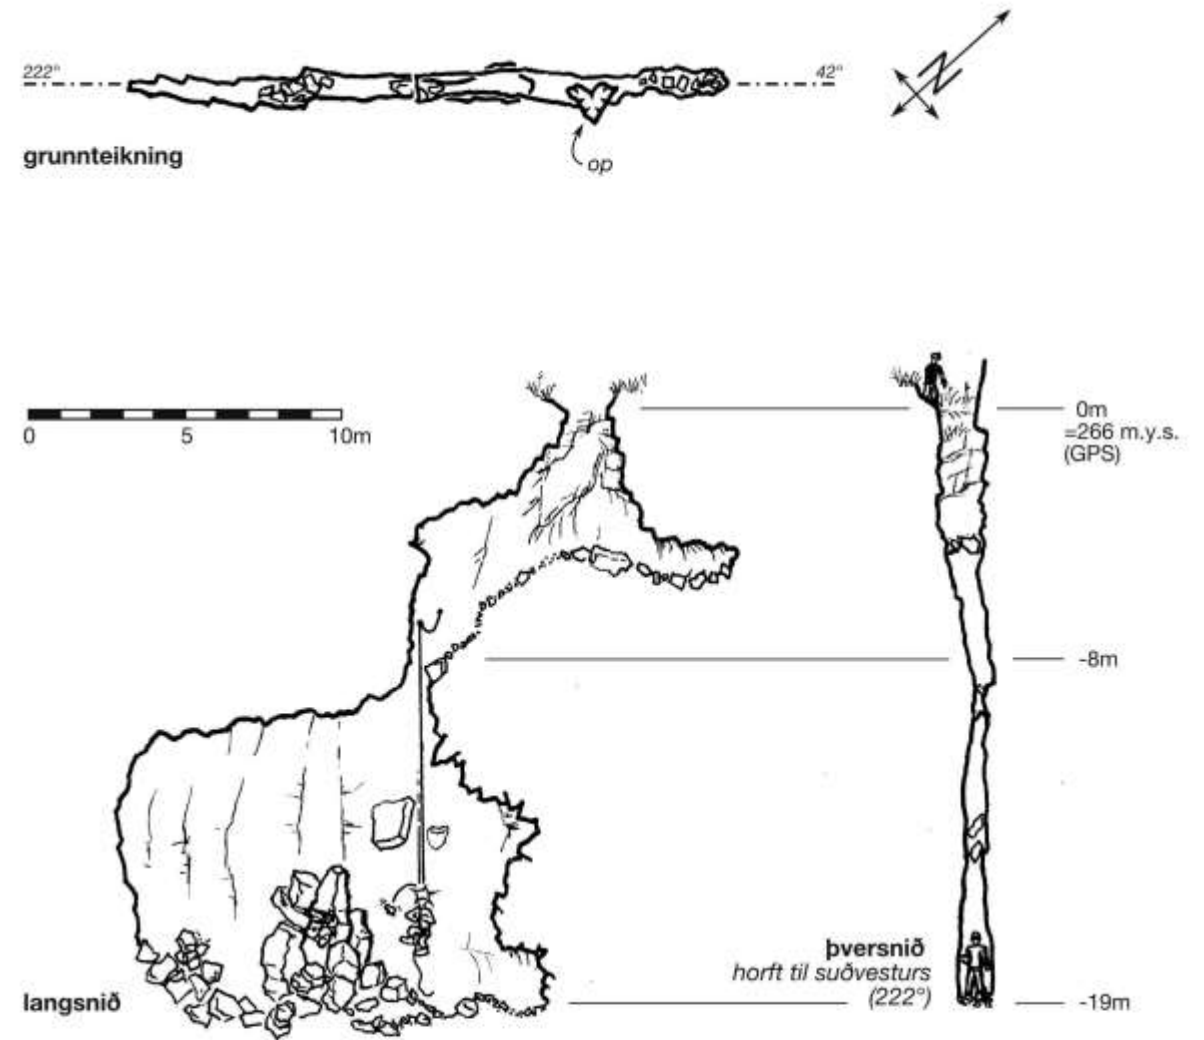 222°
42°
N
grunnteikning
op
0 5 10m
0m
=266 m.y.s.
(GPS)
-8m
þversnið
horft til suðvesturs
(222°)
langsnið
-19m